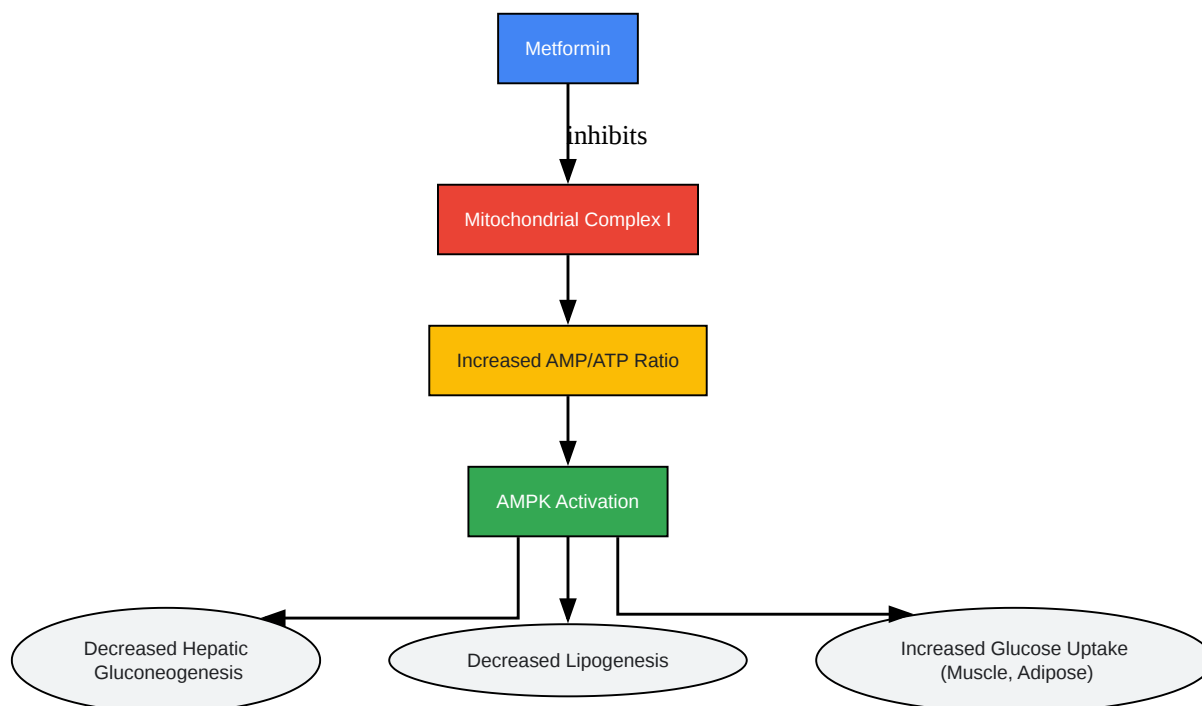 Metformin
inhibits
Mitochondrial Complex I
Increased AMP/ATP Ratio
AMPK Activation
Decreased Hepatic
Gluconeogenesis
Decreased Lipogenesis
Increased Glucose Uptake
(Muscle, Adipose)